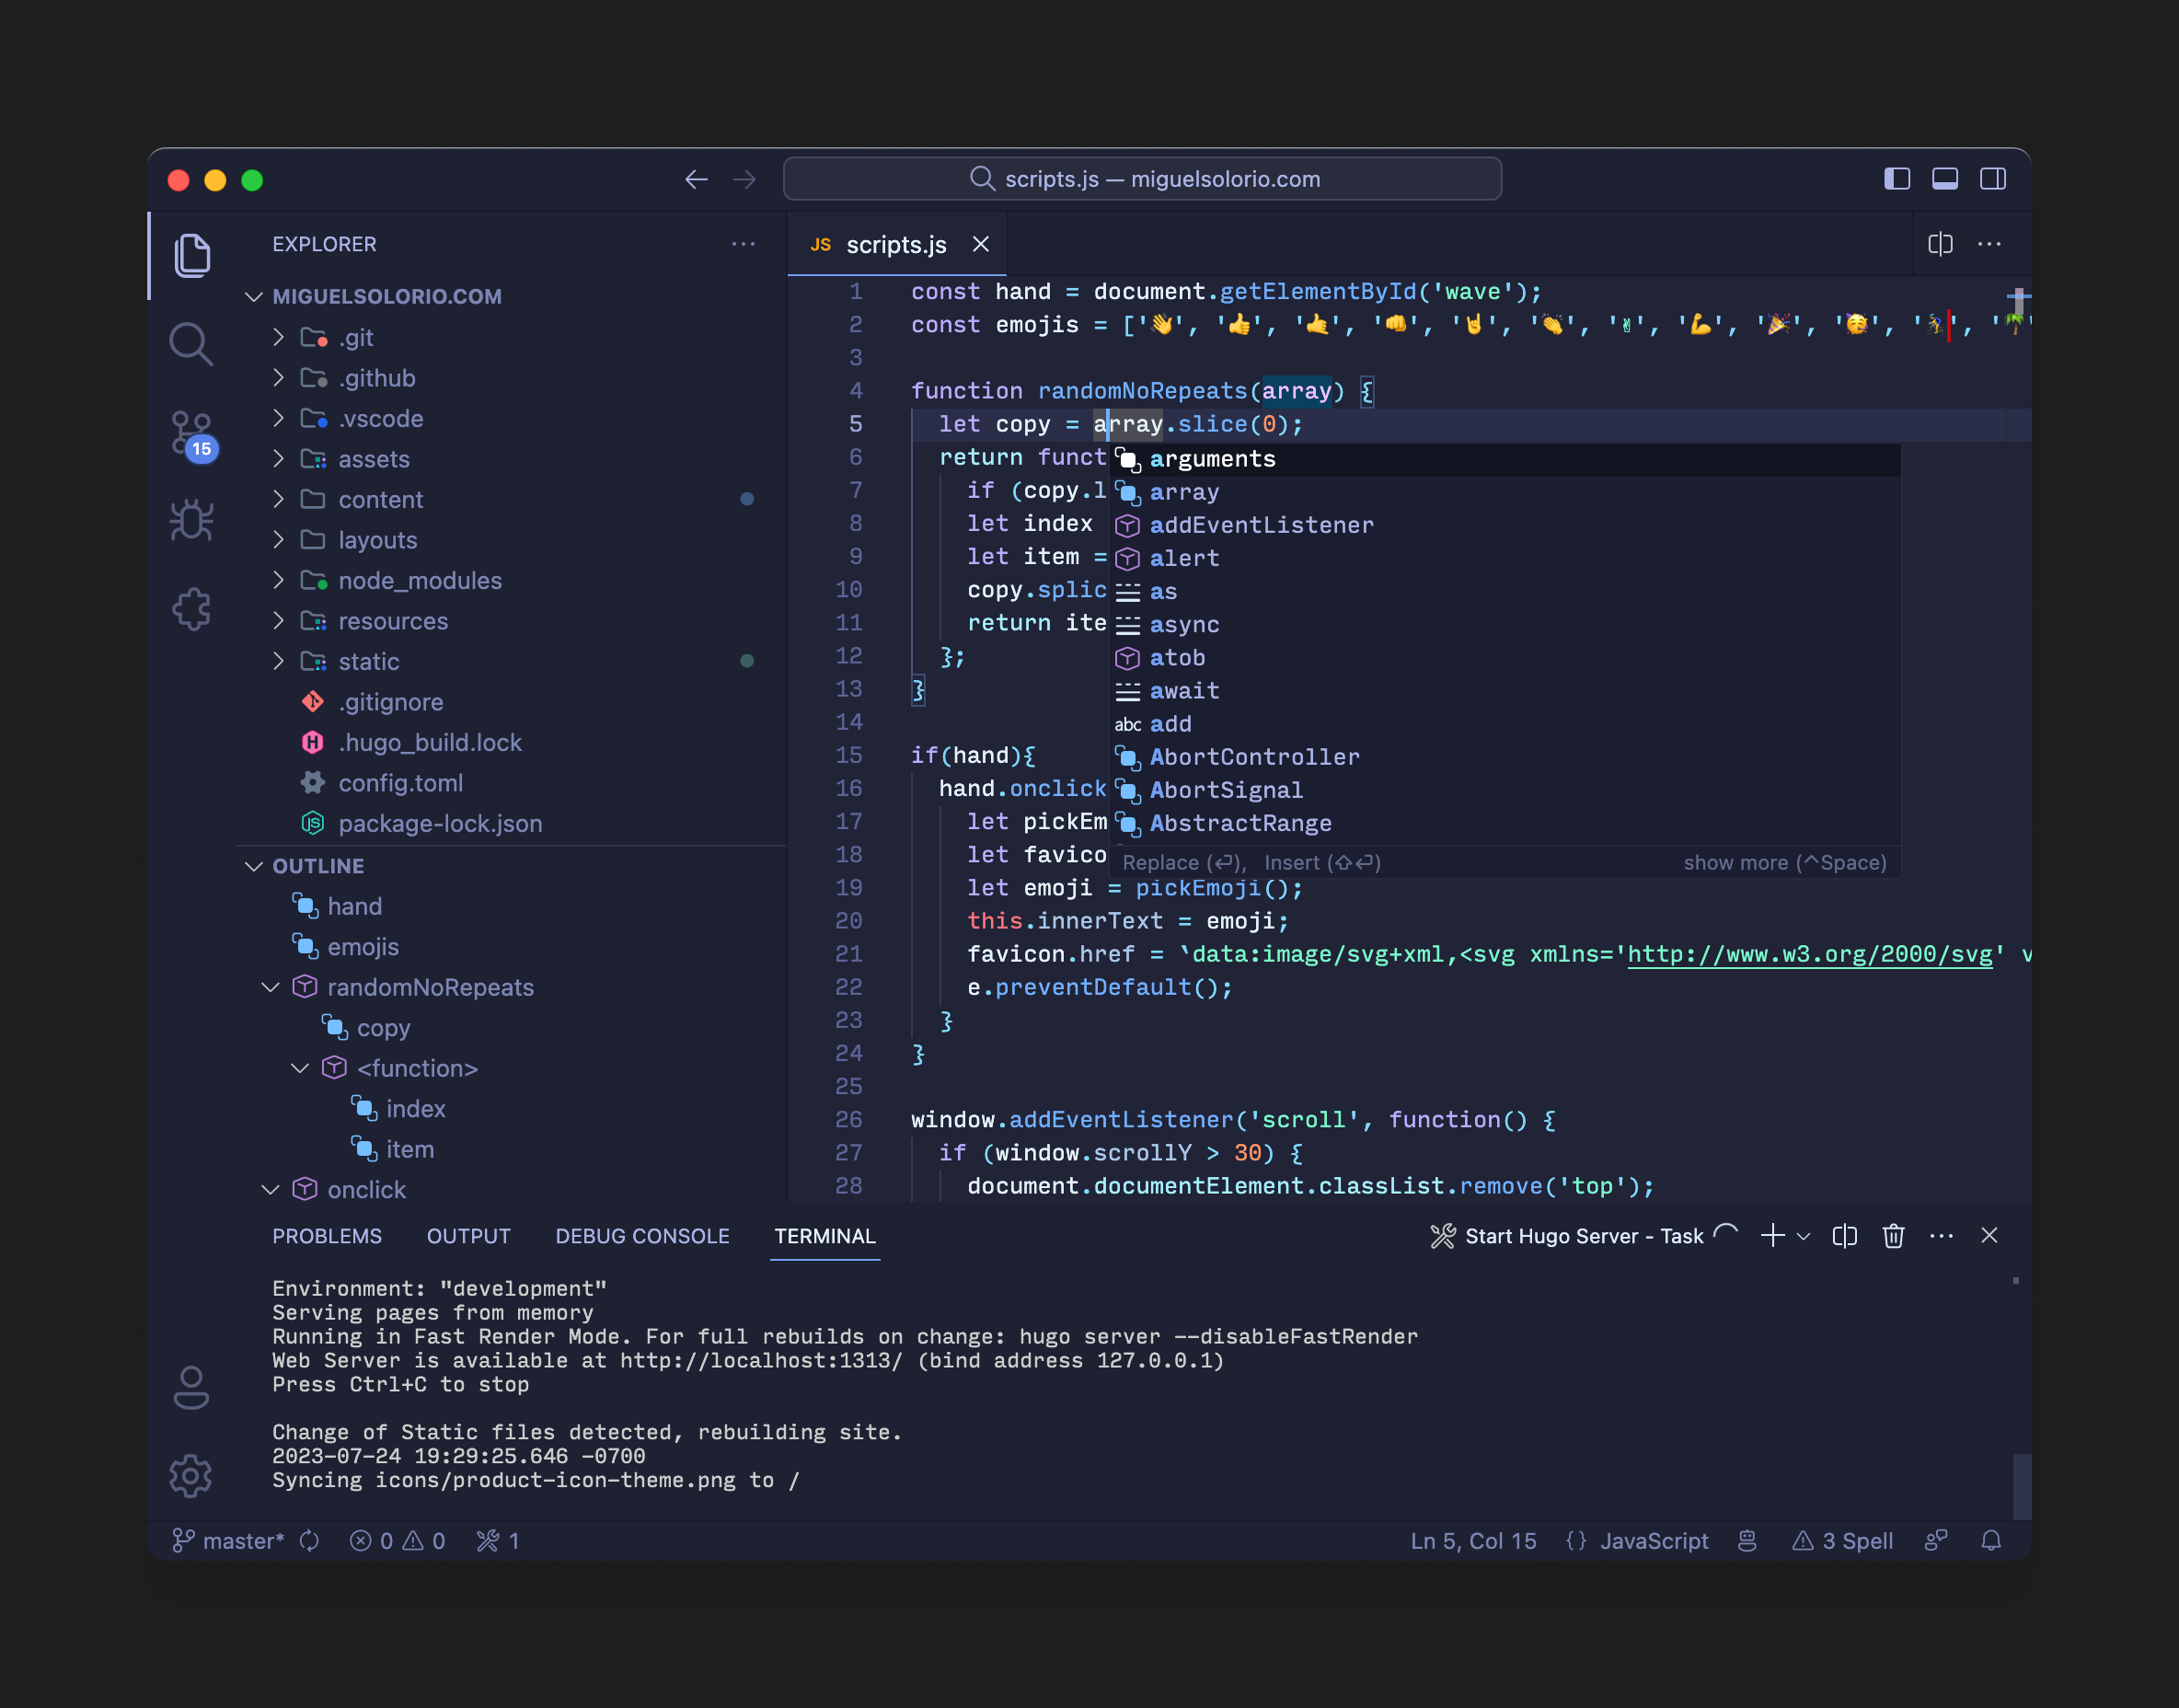 scripts.js — miguelsolorio.com
EXPLORER
MIGUELSOLORIO.COM
.git
.github
.vscode
assets
content
layouts
node_modules
resources
static
.gitignore
.hugo_build.lock
config.toml
package-lock.json
15
OUTLINE
hand
emojis
randomNoRepeats
copy
<function>
index
item
onclick
JS scripts.js
1 const hand = document.getElementById('wave');
2 const emojis = ['👋', '👍', '🤙', '👊', '🤘', '👏', '✌', '💪', '🎉', '🥳', '', '🌴'
3
4 function randomNoRepeats(array) {
5 let copy = array.slice(0);
6 return funct
7 if (copy.l
8 let index
9 let item =
10 copy.splic
11 return ite
12 };
13 }
14
15 if(hand){
16 hand.onclick
17 let pickEm
18 let favico
19 let emoji = pickEmoji();
20 this.innerText = emoji;
21 favicon.href = `data:image/svg+xml,<svg xmlns='http://www.w3.org/2000/svg' v
22 e.preventDefault();
23 }
24 }
25
26 window.addEventListener('scroll', function() {
27 if (window.scrollY > 30) {
28 document.documentElement.classList.remove('top');
arguments
array
addEventListener
alert
as
async
atob
await
abc add
AbortController
AbortSignal
AbstractRange
Replace (⏎), Insert (⇧⏎) show more (^Space)
PROBLEMS OUTPUT DEBUG CONSOLE TERMINAL Start Hugo Server - Task
Environment: "development"
Serving pages from memory
Running in Fast Render Mode. For full rebuilds on change: hugo server --disableFastRender
Web Server is available at http://localhost:1313/ (bind address 127.0.0.1)
Press Ctrl+C to stop
Change of Static files detected, rebuilding site.
2023-07-24 19:29:25.646 -0700
Syncing icons/product-icon-theme.png to /
master* 0 0 1 Ln 5, Col 15 {} JavaScript 3 Spell